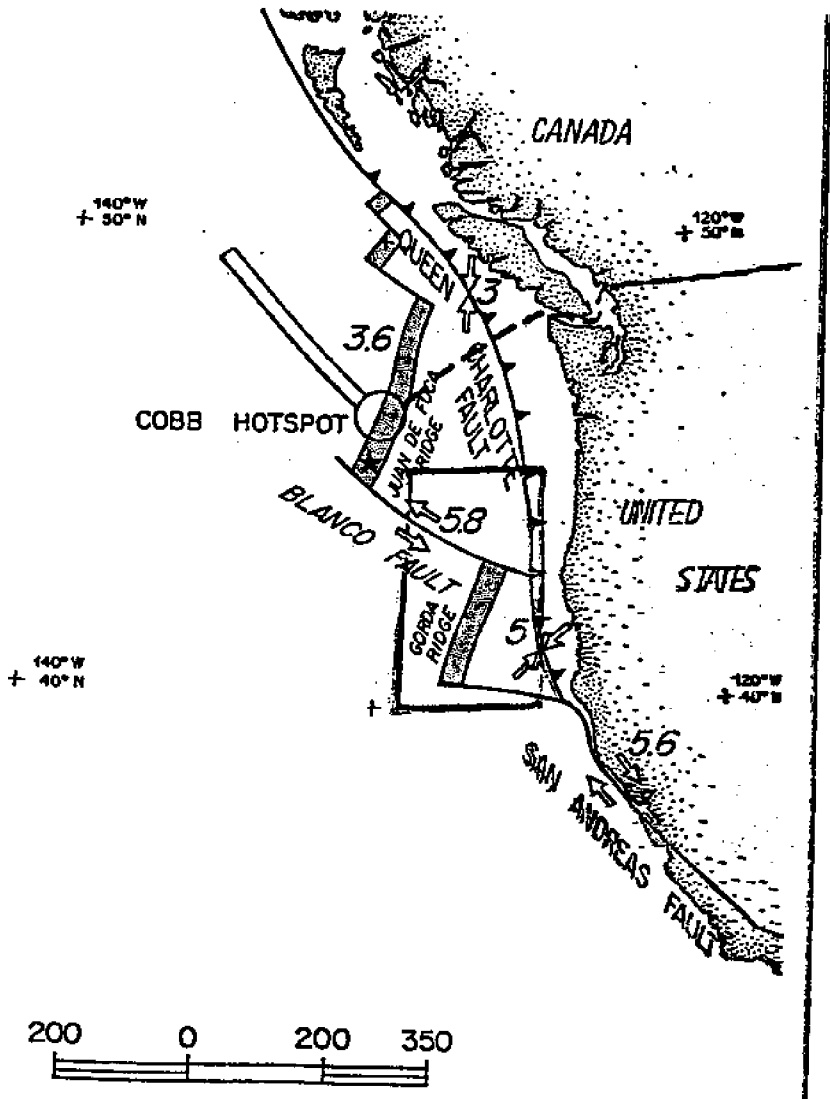 CANADA
140° W
50° N
120° W
50° N
QUEEN
3
3.6
CHARLOTTE
FAULT
COBB HOTSPOT
JUAN DE FUCA
RIDGE
BLANCO FAULT
5.8
UNITED
STATES
GORDA
RIDGE
5
140° W
40° N
120° W
40° N
5.6
SAN ANDREAS FAULT
200 0 200 350